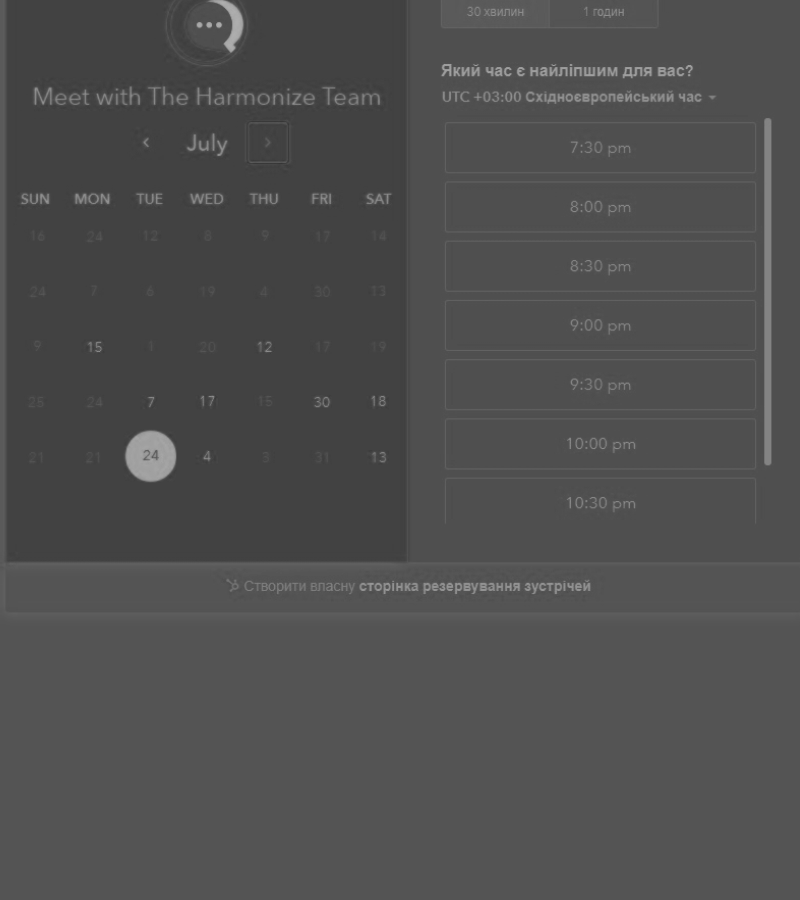 Meet with The Harmonize Team
July
SUN MON TUE WED THU FRI SAT
16 24 12 8 9 17 14
24 7 6 19 4 30 13
9 15 1 20 12 17 19
25 24 7 17 15 30 18
21 21 24 4 3 31 13
30 хвилин 1 годин
Який час є найліпшим для вас?
UTC +03:00 Східноєвропейський час
7:30 pm
8:00 pm
8:30 pm
9:00 pm
9:30 pm
10:00 pm
10:30 pm
Створити власну сторінка резервування зустрічей